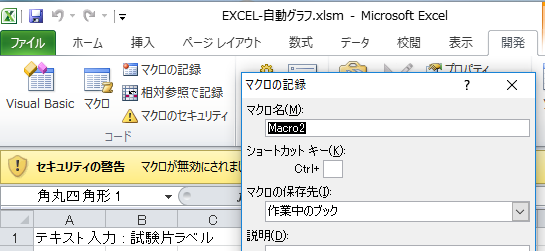 EXCEL-自動グラフ.xlsm - Microsoft Excel
ファイル ホーム 挿入 ページ レイアウト データ 校閲 表示 開発
Visual Basic マクロ マクロの記録 プロパティ
相対参照で記録
マクロのセキュリティ
コード
マクロの記録
マクロ名(M):
Macro2
ショートカット キー(K):
Ctrl+
マクロの保存先(I):
作業中のブック
説明(D):
セキュリティの警告 マクロが無効にされまし
角丸四角形 1
A B C
1 テキスト入力:試験片ラベル